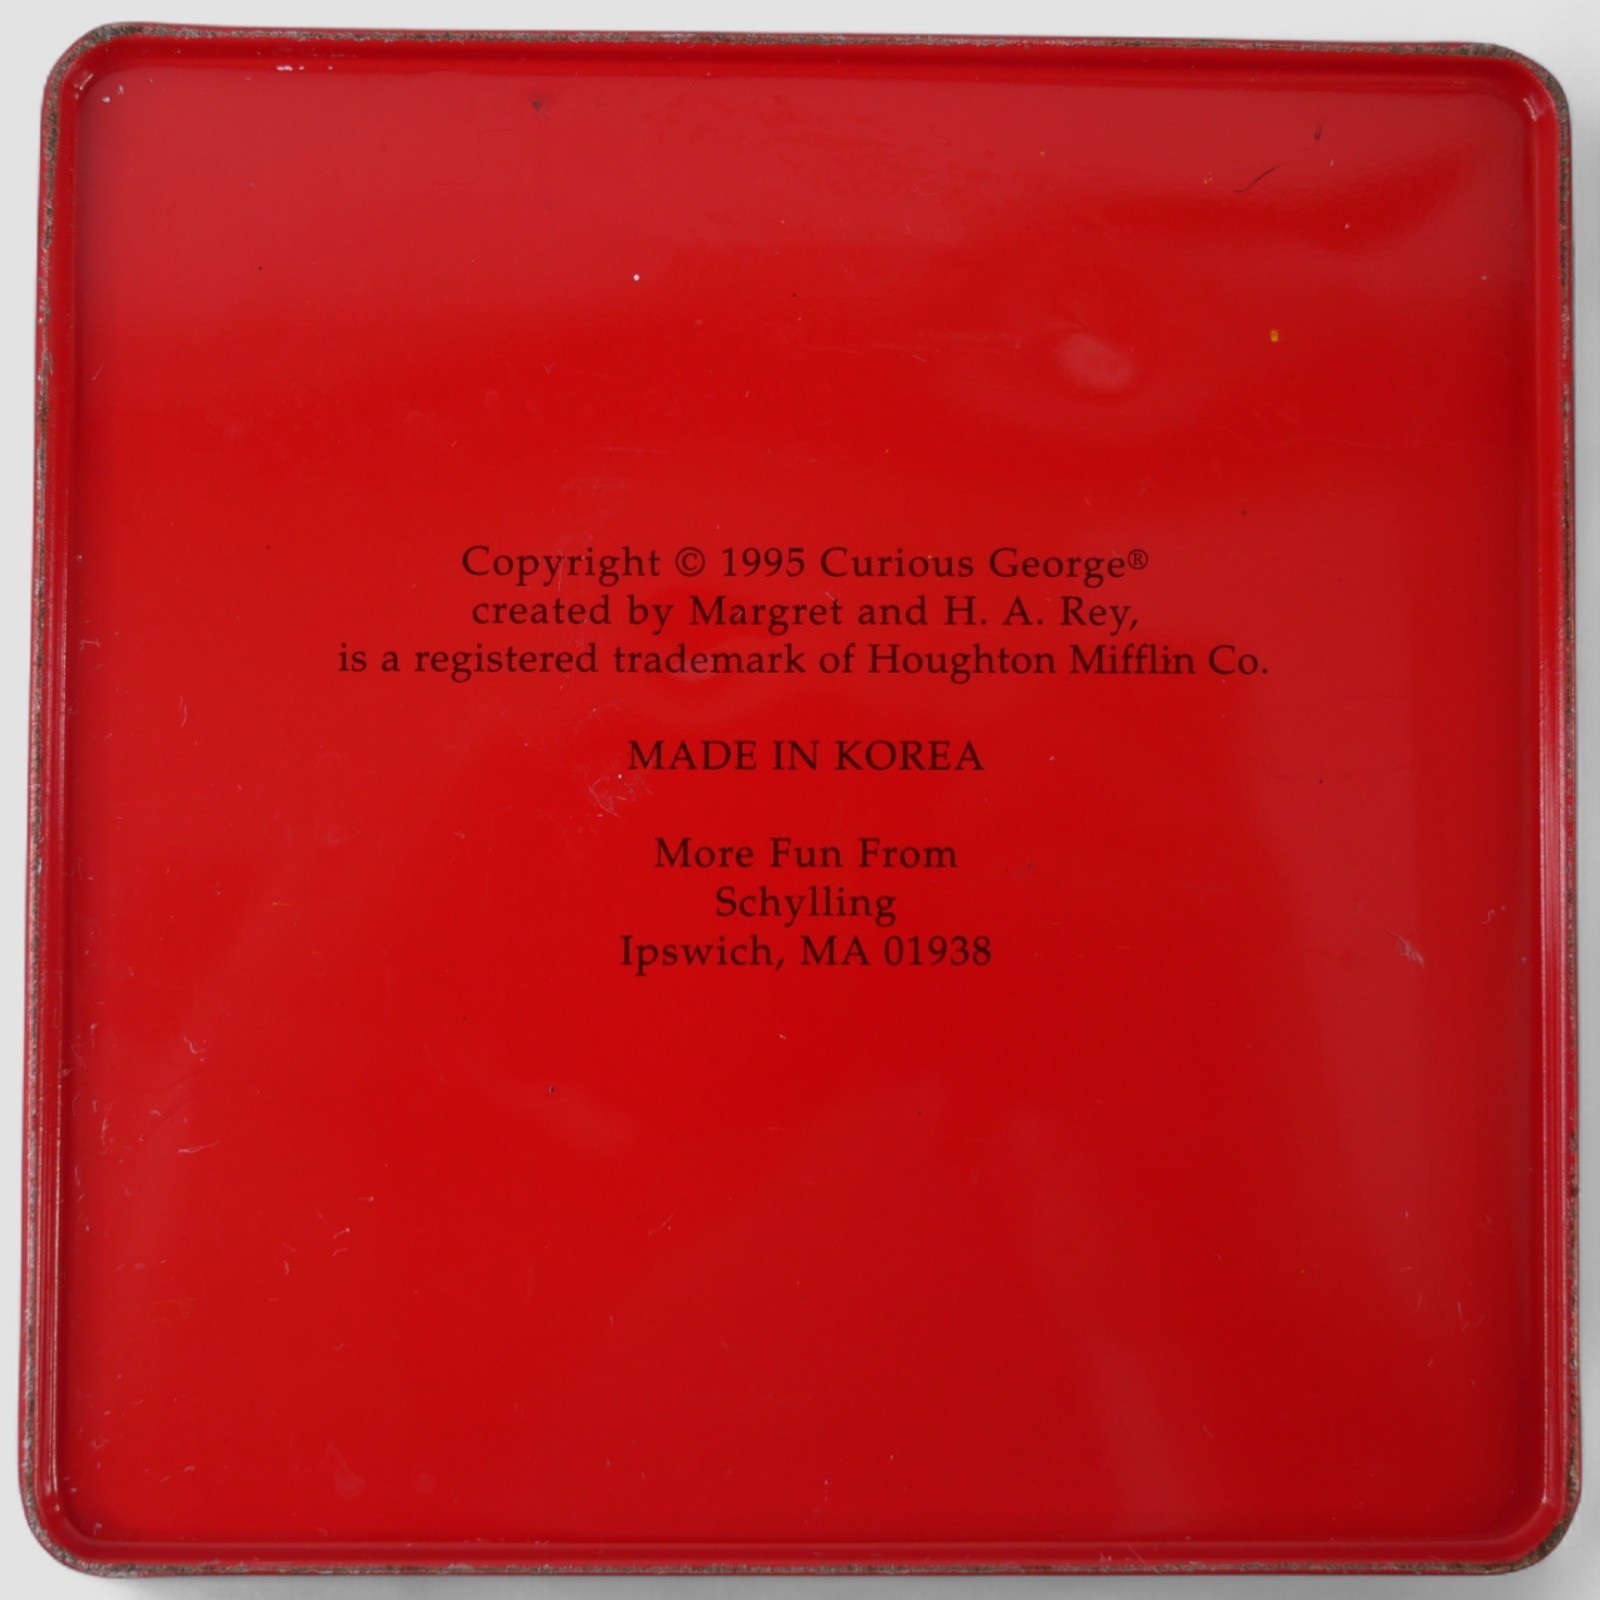 Copyright © 1995 Curious George®
created by Margret and H. A. Rey,
is a registered trademark of Houghton Mifflin Co.
MADE IN KOREA
More Fun From
Schylling
Ipswich, MA 01938